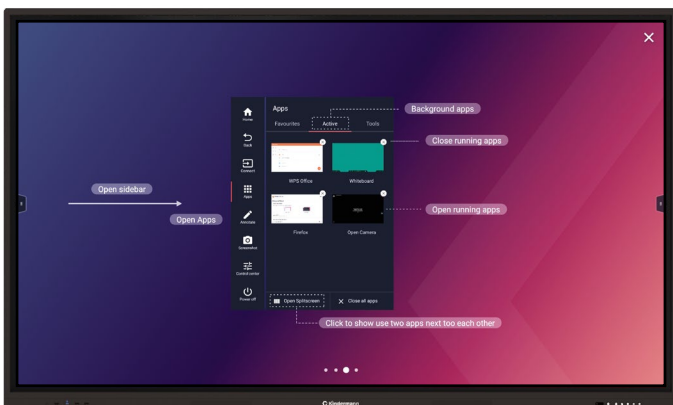 Home
Back
Connect
Apps
Annotate
Screenshot
Control center
Power off
Apps
Favourites
Active
Tools
WPS Office
Whiteboard
Firefox
Open Camera
Open Splitscreen
Close all apps
Background apps
Close running apps
Open running apps
Open sidebar
Open Apps
Click to show use two apps next too each other
Kindermann